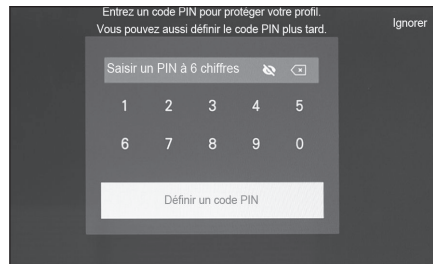 Entrez un code PIN pour protéger votre profil.
Vous pouvez aussi définir le code PIN plus tard.
Ignorer
Saisir un PIN à 6 chiffres
1 2 3 4 5
6 7 8 9 0
Définir un code PIN